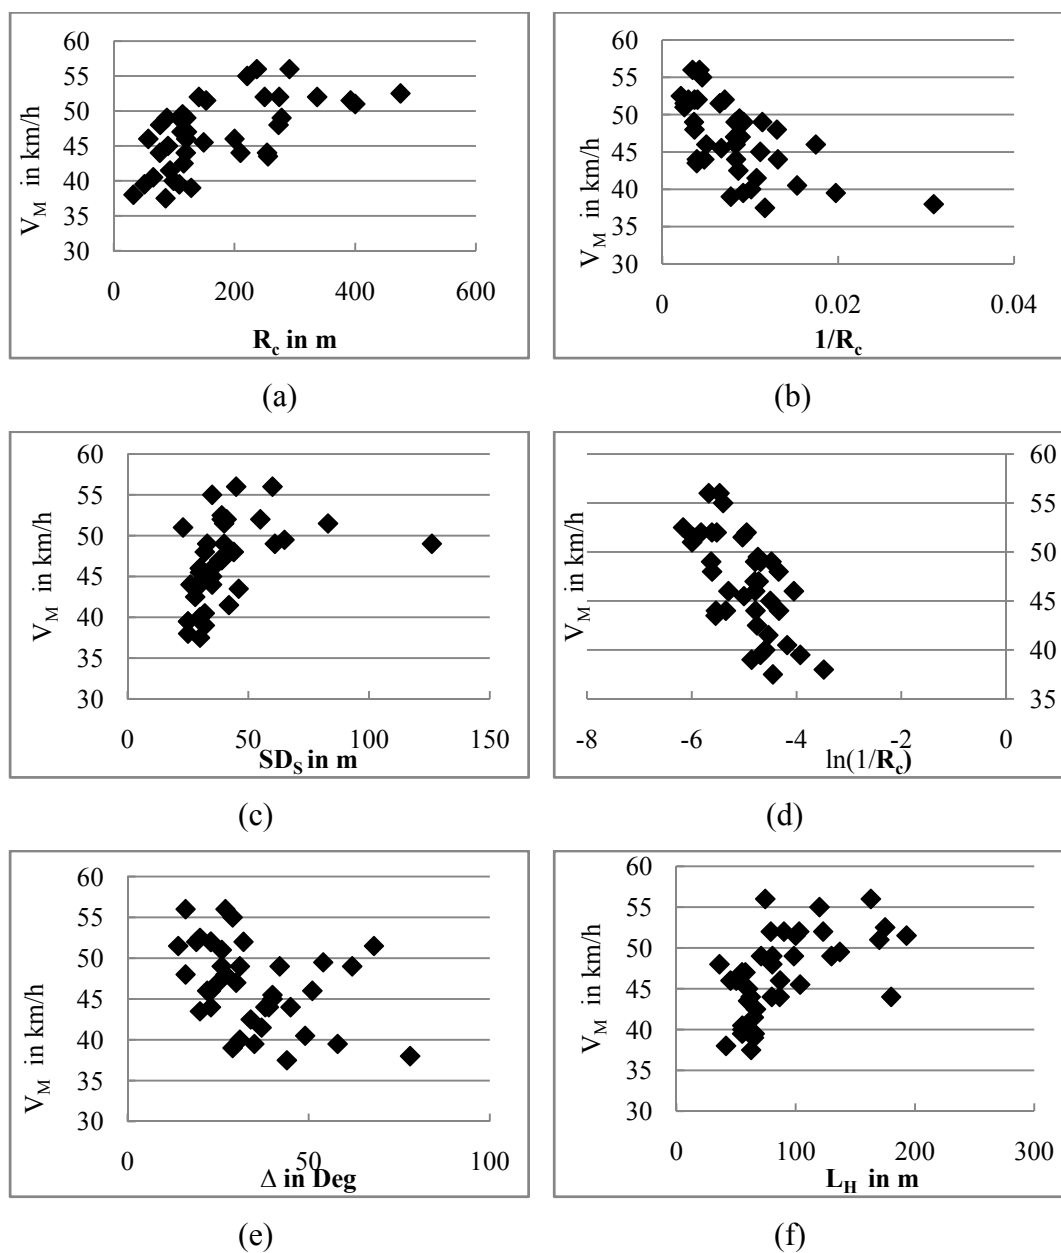 60
55
50
45
40
35
30
V_M in km/h
0 200 400 600
R_c in m
(a)
60
55
50
45
40
35
30
V_M in km/h
0 0.02 0.04
1/R_c
(b)
60
55
50
45
40
35
30
V_M in km/h
0 50 100 150
SD_S in m
(c)
60
55
50
45
40
35
V_M in km/h
-8 -6 -4 -2 0
ln(1/R_c)
(d)
60
55
50
45
40
35
30
V_M in km/h
0 50 100
Δ in Deg
(e)
60
55
50
45
40
35
30
V_M in km/h
0 100 200 300
L_H in m
(f)